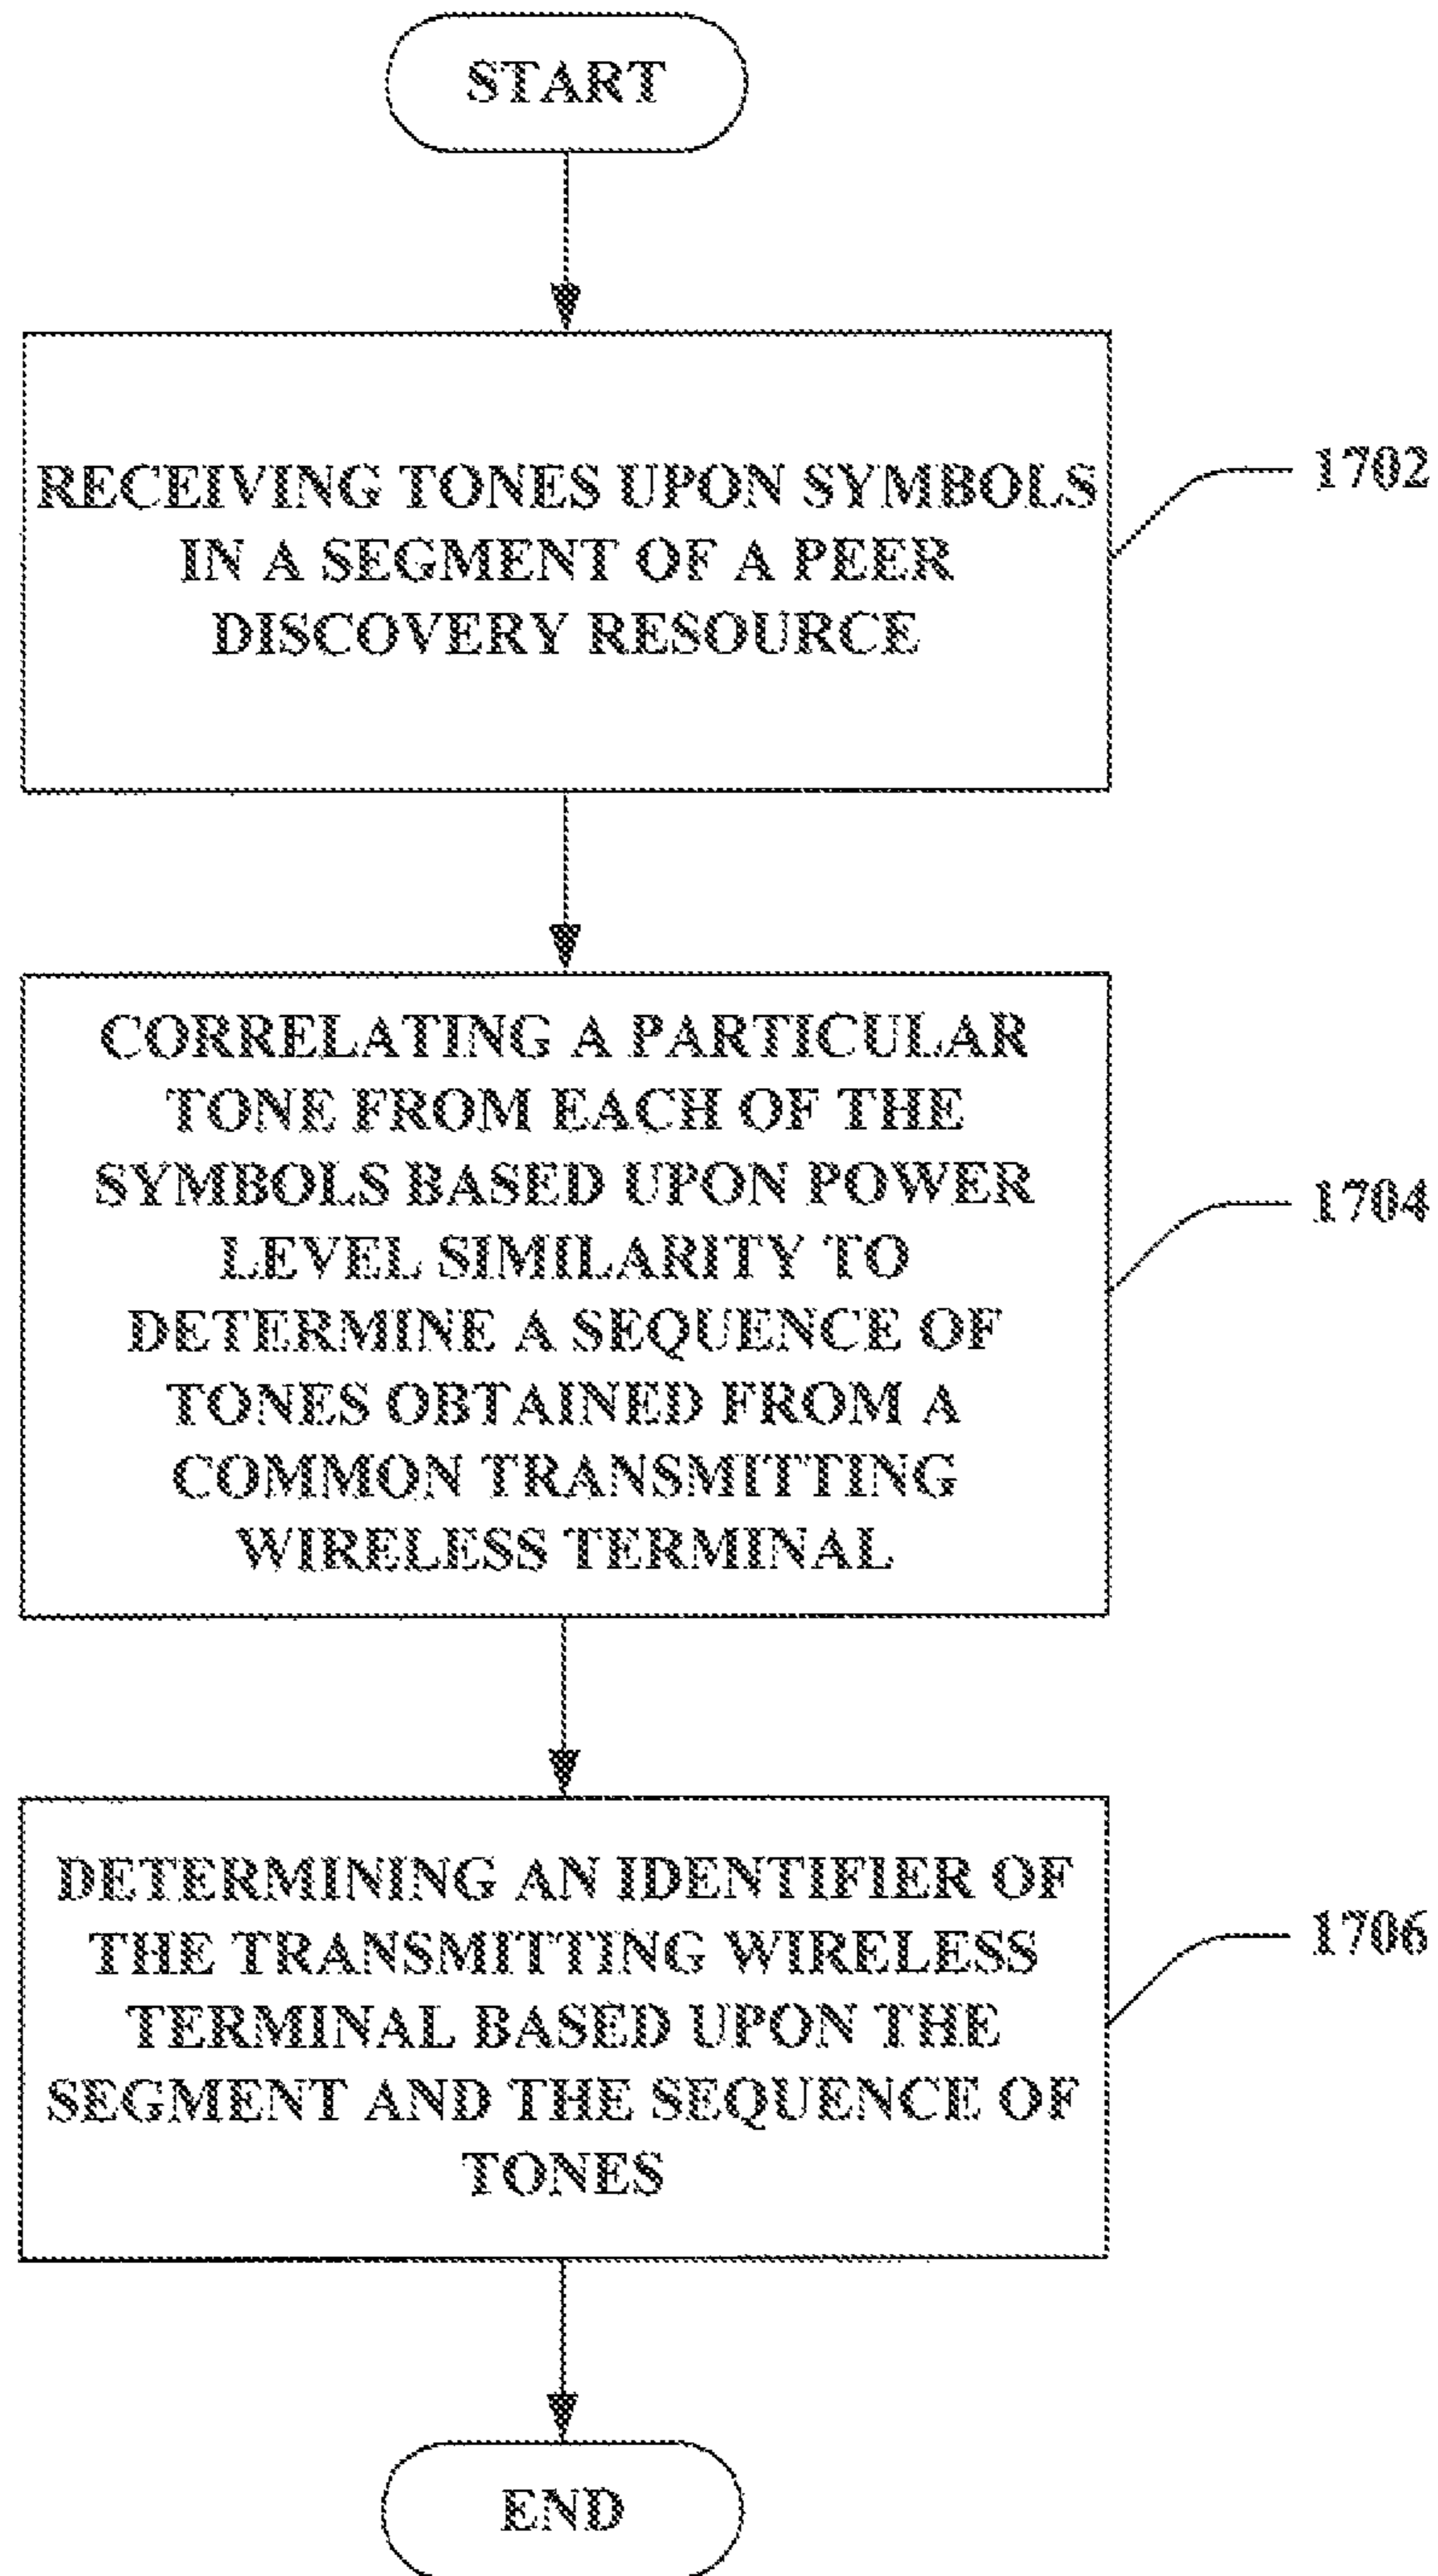 START
RECEIVING TONES UPON SYMBOLS
IN A SEGMENT OF A PEER
DISCOVERY RESOURCE
1702
CORRELATING A PARTICULAR
TONE FROM EACH OF THE
SYMBOLS BASED UPON POWER
LEVEL SIMILARITY TO
DETERMINE A SEQUENCE OF
TONES OBTAINED FROM A
COMMON TRANSMITTING
WIRELESS TERMINAL
1704
DETERMINING AN IDENTIFIER OF
THE TRANSMITTING WIRELESS
TERMINAL BASED UPON THE
SEGMENT AND THE SEQUENCE OF
TONES
1706
END